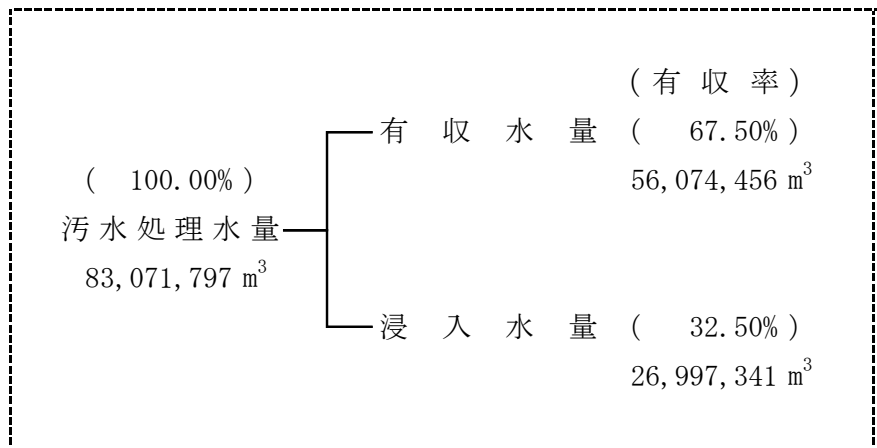 (有収率)
有収水量( 67.50%)
56,074,456 m³
( 100.00%)
汚水処理水量
83,071,797 m³
浸入水量( 32.50%)
26,997,341 m³